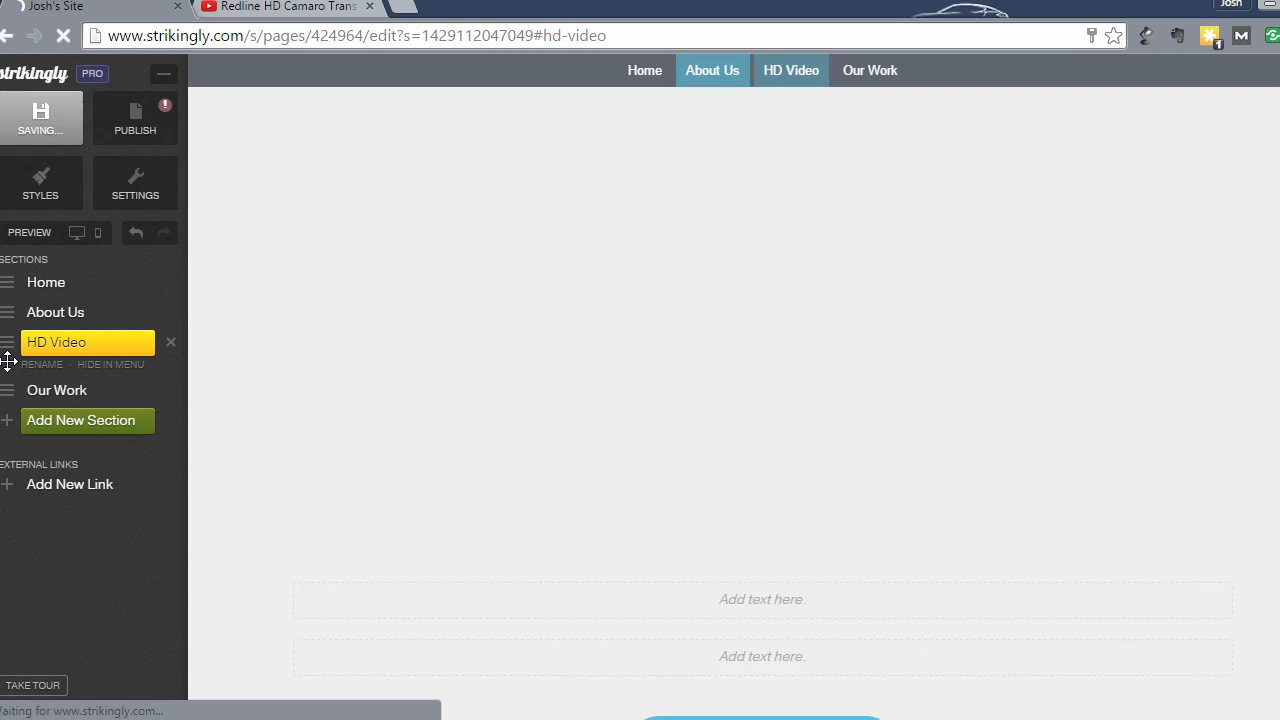 Josh's Site
Redline HD Camaro Trans
Josh
www.strikingly.com/s/pages/424964/edit?s=1429112047049#hd-video
1
M
strikingly PRO
Home
About Us
HD Video
Our Work
SAVING...
PUBLISH
STYLES
SETTINGS
PREVIEW
SECTIONS
Home
About Us
HD Video
RENAME · HIDE IN MENU
Our Work
Add New Section
EXTERNAL LINKS
Add New Link
Add text here.
Add text here.
TAKE TOUR
Waiting for www.strikingly.com...